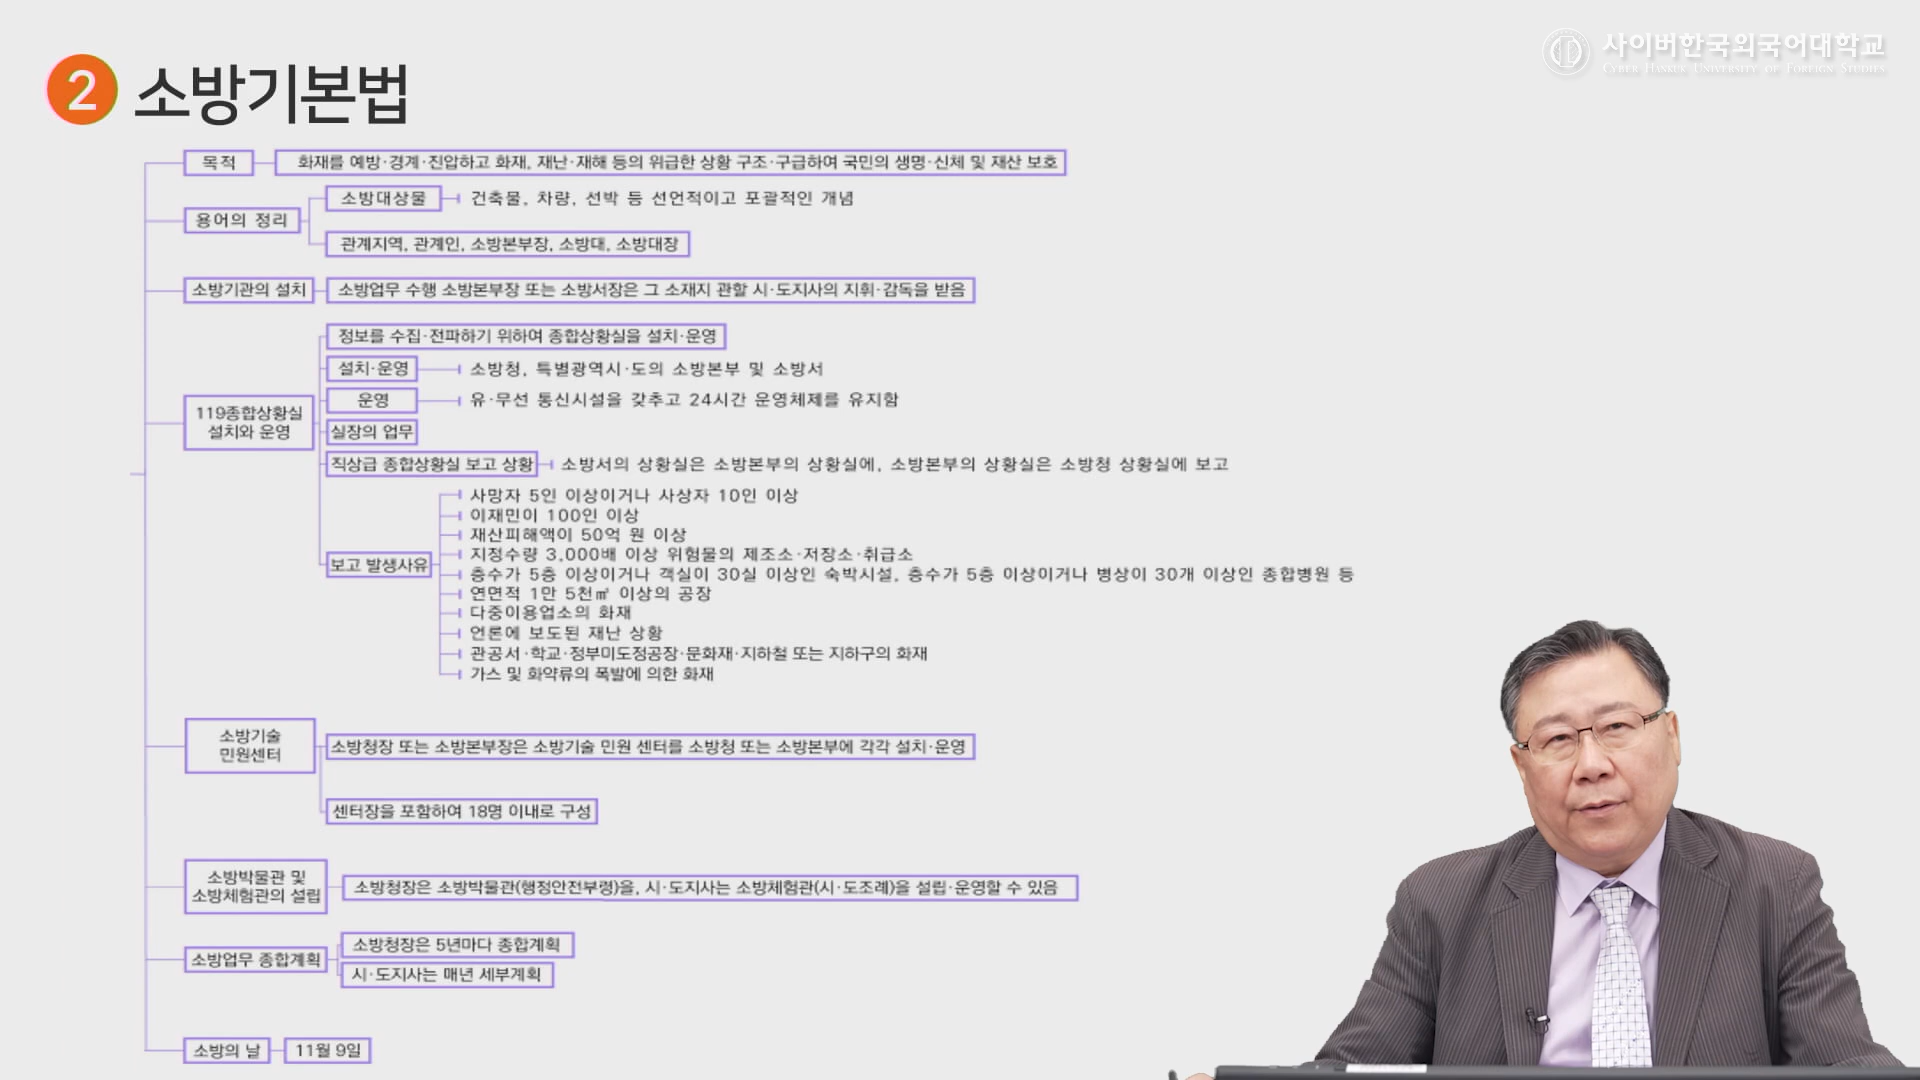 사이버한국외국어대학교
CYBER HANKUK UNIVERSITY OF FOREIGN STUDIES
2 소방기본법
목적
화재를 예방·경계·진압하고 화재, 재난·재해 등의 위급한 상황 구조·구급하여 국민의 생명·신체 및 재산 보호
용어의 정리
소방대상물
건축물, 차량, 선박 등 선언적이고 포괄적인 개념
관계지역, 관계인, 소방본부장, 소방대, 소방대장
소방기관의 설치
소방업무 수행 소방본부장 또는 소방서장은 그 소재지 관할 시·도지사의 지휘·감독을 받음
119종합상황실
설치와 운영
정보를 수집·전파하기 위하여 종합상황실을 설치·운영
설치·운영
소방청, 특별광역시·도의 소방본부 및 소방서
운영
유·무선 통신시설을 갖추고 24시간 운영체제를 유지함
실장의 업무
직상급 종합상황실 보고 상황
소방서의 상황실은 소방본부의 상황실에, 소방본부의 상황실은 소방청 상황실에 보고
보고 발생사유
사망자 5인 이상이거나 사상자 10인 이상
이재민이 100인 이상
재산피해액이 50억 원 이상
지정수량 3,000배 이상 위험물의 제조소·저장소·취급소
층수가 5층 이상이거나 객실이 30실 이상인 숙박시설, 층수가 5층 이상이거나 병상이 30개 이상인 종합병원 등
연면적 1만 5천㎡ 이상의 공장
다중이용업소의 화재
언론에 보도된 재난 상황
관공서·학교·정부미도정공장·문화재·지하철 또는 지하구의 화재
가스 및 화약류의 폭발에 의한 화재
소방기술
민원센터
소방청장 또는 소방본부장은 소방기술 민원 센터를 소방청 또는 소방본부에 각각 설치·운영
센터장을 포함하여 18명 이내로 구성
소방박물관 및
소방체험관의 설립
소방청장은 소방박물관(행정안전부령)을, 시·도지사는 소방체험관(시·도조례)을 설립·운영할 수 있음
소방업무 종합계획
소방청장은 5년마다 종합계획
시·도지사는 매년 세부계획
소방의 날
11월 9일